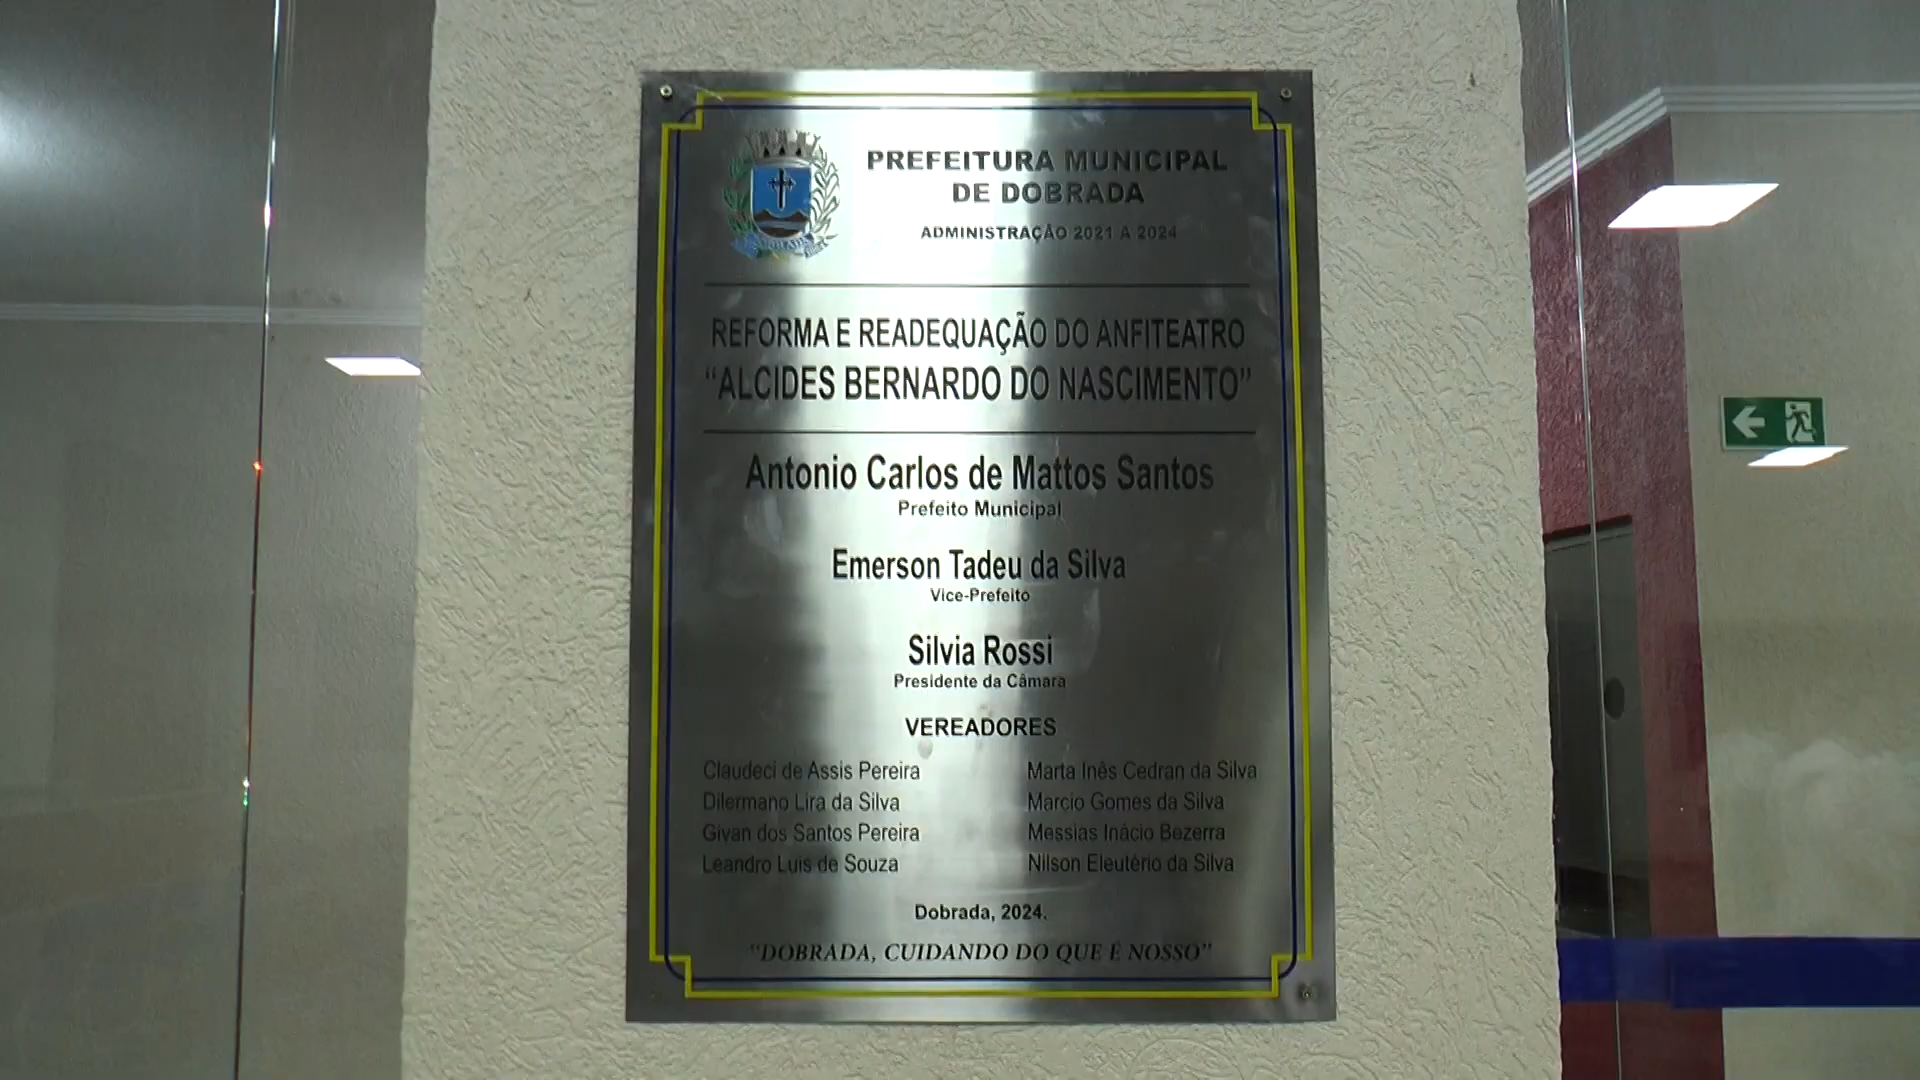 PREFEITURA MUNICIPAL
DE DOBRADA
ADMINISTRAÇÃO 2021 A 2024
REFORMA E READEQUAÇÃO DO ANFITEATRO
"ALCIDES BERNARDO DO NASCIMENTO"
Antonio Carlos de Mattos Santos
Prefeito Municipal
Emerson Tadeu da Silva
Vice-Prefeito
Silvia Rossi
Presidente da Câmara
VEREADORES
Claudeci de Assis Pereira
Dilermano Lira da Silva
Givan dos Santos Pereira
Leandro Luis de Souza
Marta Inês Cedran da Silva
Marcio Gomes da Silva
Messias Inácio Bezerra
Nilson Eleutério da Silva
Dobrada, 2024.
"DOBRADA, CUIDANDO DO QUE É NOSSO"